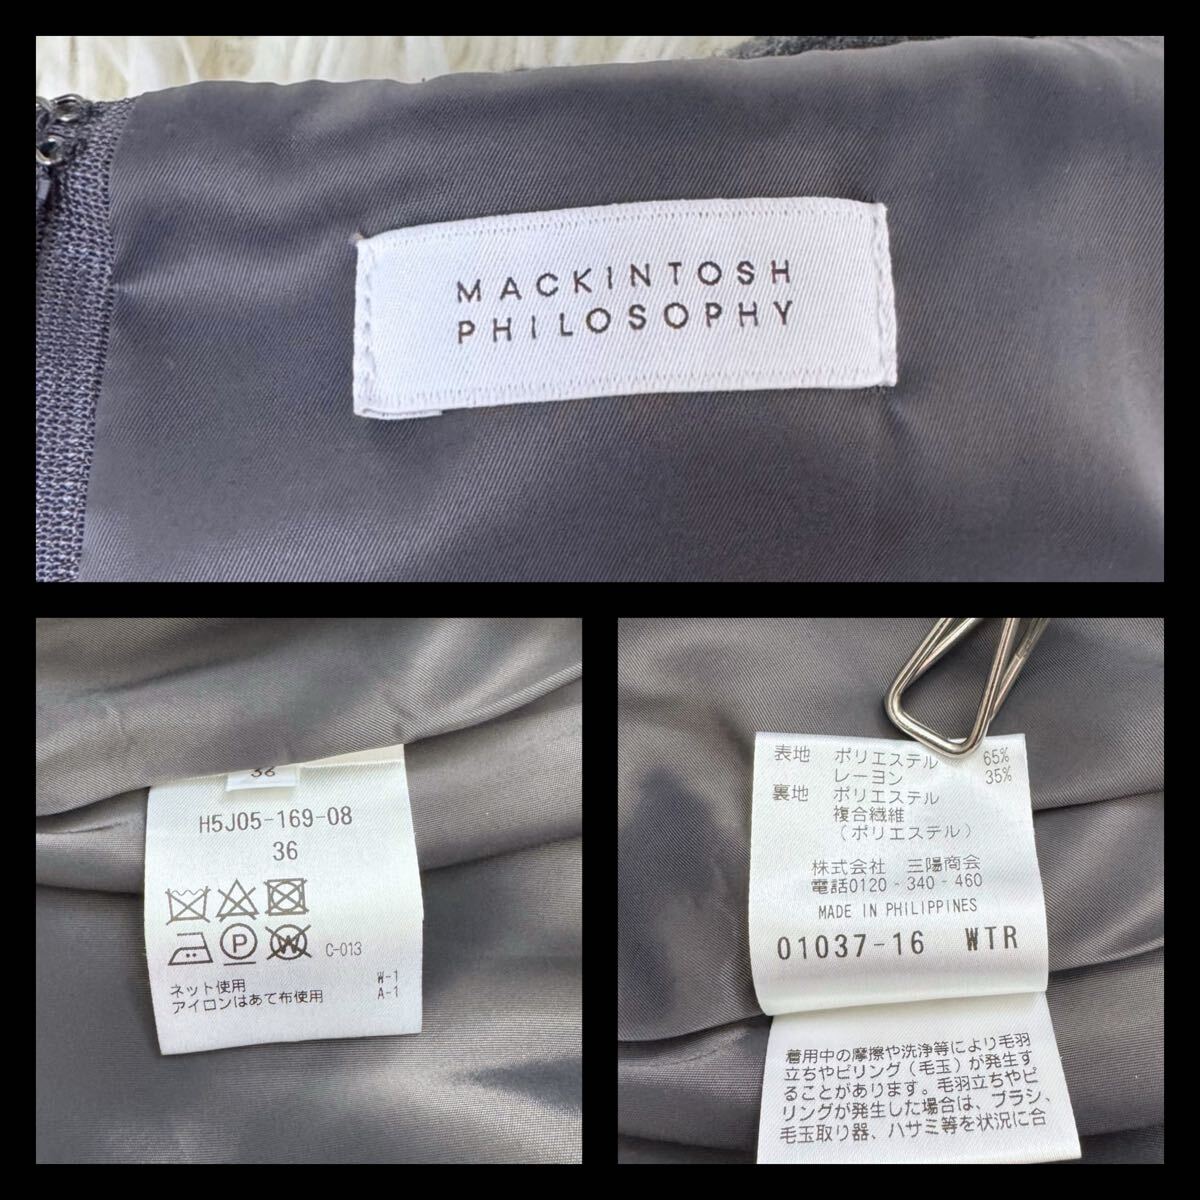 MACKINTOSH
PHILOSOPHY
36
H5J05-169-08
36
C-013
ネット使用 W-1
アイロンはあて布使用 A-1
表地 ポリエステル 65%
レーヨン 35%
裏地 ポリエステル
複合繊維
(ポリエステル)
株式会社 三陽商会
電話0120-340-460
MADE IN PHILIPPINES
01037-16 WTR
着用中の摩擦や洗浄等により毛羽
立ちやピリング(毛玉)が発生す
ることがあります。毛羽立ちやピ
リングが発生した場合は、ブラシ、
毛玉取り器、ハサミ等を状況に合